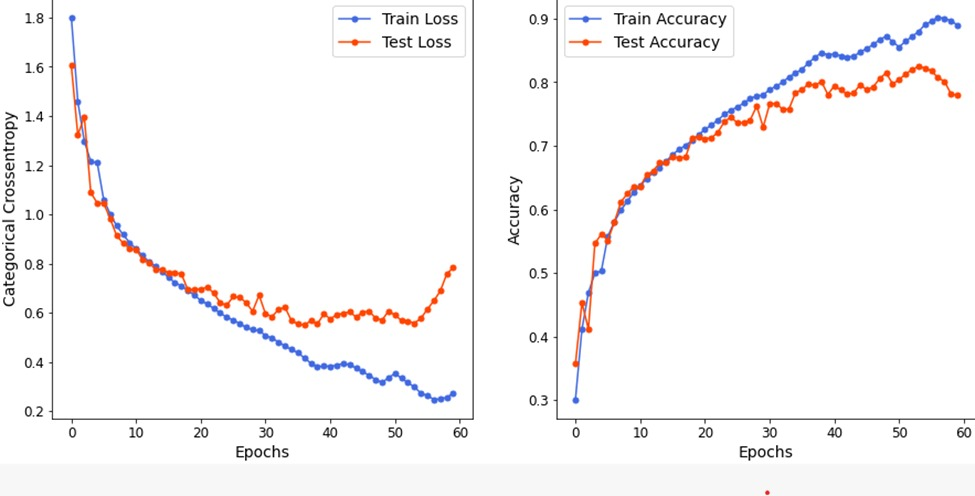 1.8
1.6
1.4
1.2
1.0
0.8
0.6
0.4
0.2
Categorical Crossentropy
Train Loss
Test Loss
0 10 20 30 40 50 60
Epochs
0.9
0.8
0.7
0.6
0.5
0.4
0.3
Accuracy
Train Accuracy
Test Accuracy
0 10 20 30 40 50 60
Epochs